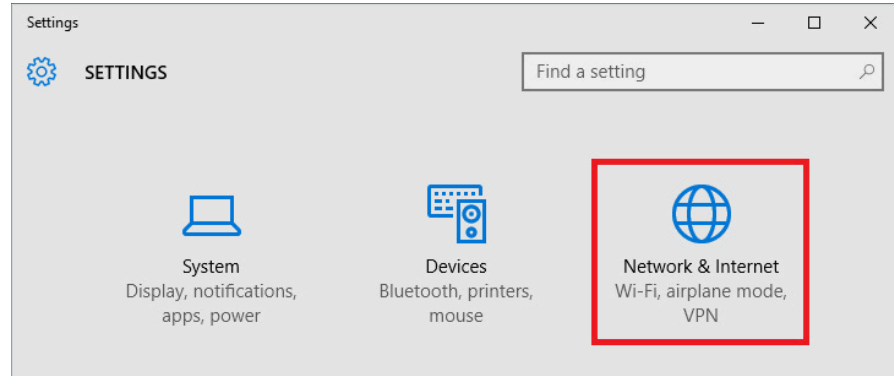 Settings
SETTINGS
Find a setting
System
Display, notifications,
apps, power
Devices
Bluetooth, printers,
mouse
Network & Internet
Wi-Fi, airplane mode,
VPN